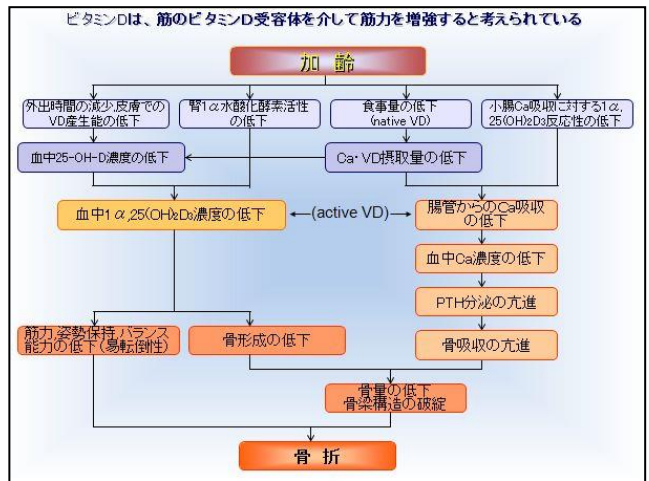 ビタミンDは、筋のビタミンD受容体を介して筋力を増強すると考えられている
加 齢
外出時間の減少,皮膚での
VD産生能の低下
腎1α水酸化酵素活性
の低下
食事量の低下
(native VD)
小腸Ca吸収に対する1α,
25(OH)2D3反応性の低下
血中25-OH-D濃度の低下
Ca・VD摂取量の低下
血中1α,25(OH)2D3濃度の低下
(active VD)
腸管からのCa吸収
の低下
血中Ca濃度の低下
PTH分泌の亢進
筋力,姿勢保持,バランス
能力の低下(易転倒性)
骨形成の低下
骨吸収の亢進
骨量の低下
骨梁構造の破綻
骨 折